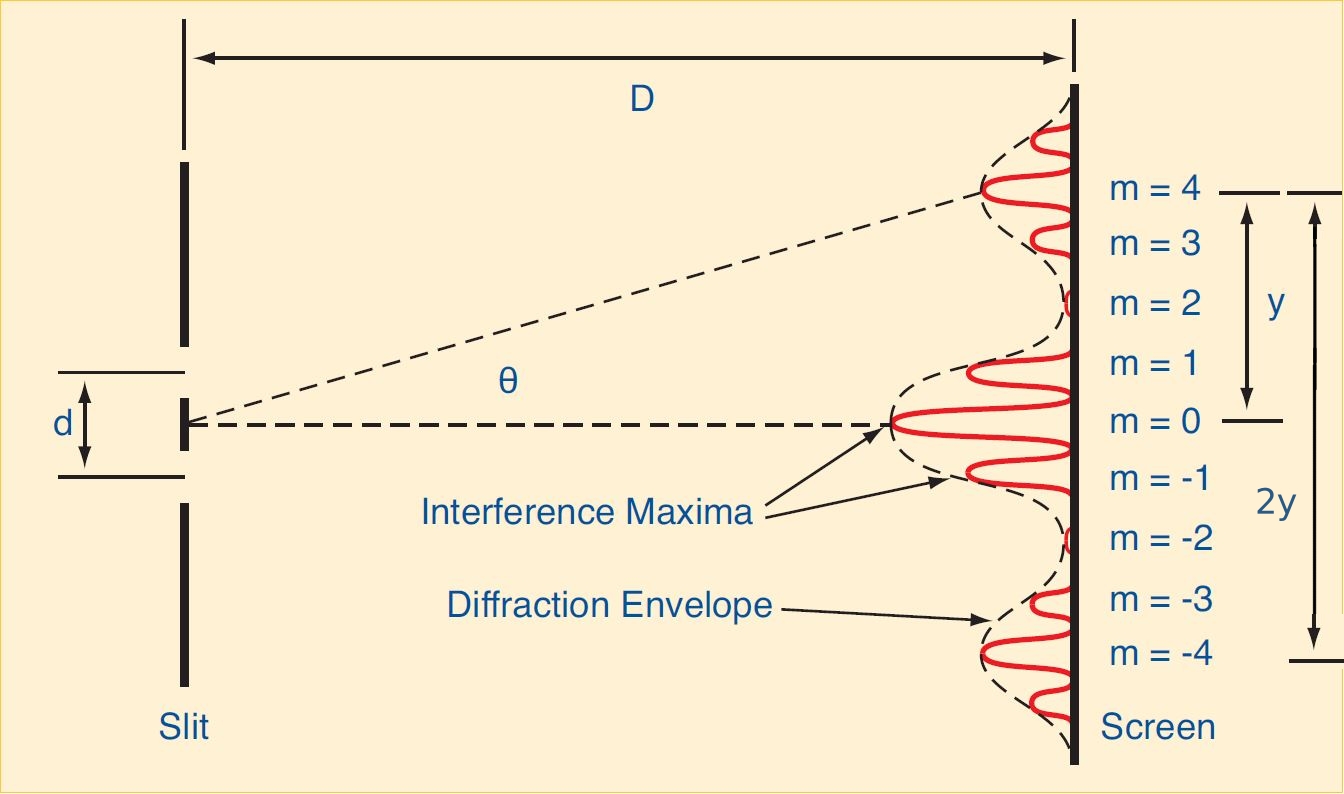 D
m = 4
m = 3
m = 2
y
m = 1
θ
d
m = 0
m = -1
2y
Interference Maxima
m = -2
Diffraction Envelope
m = -3
m = -4
Slit
Screen